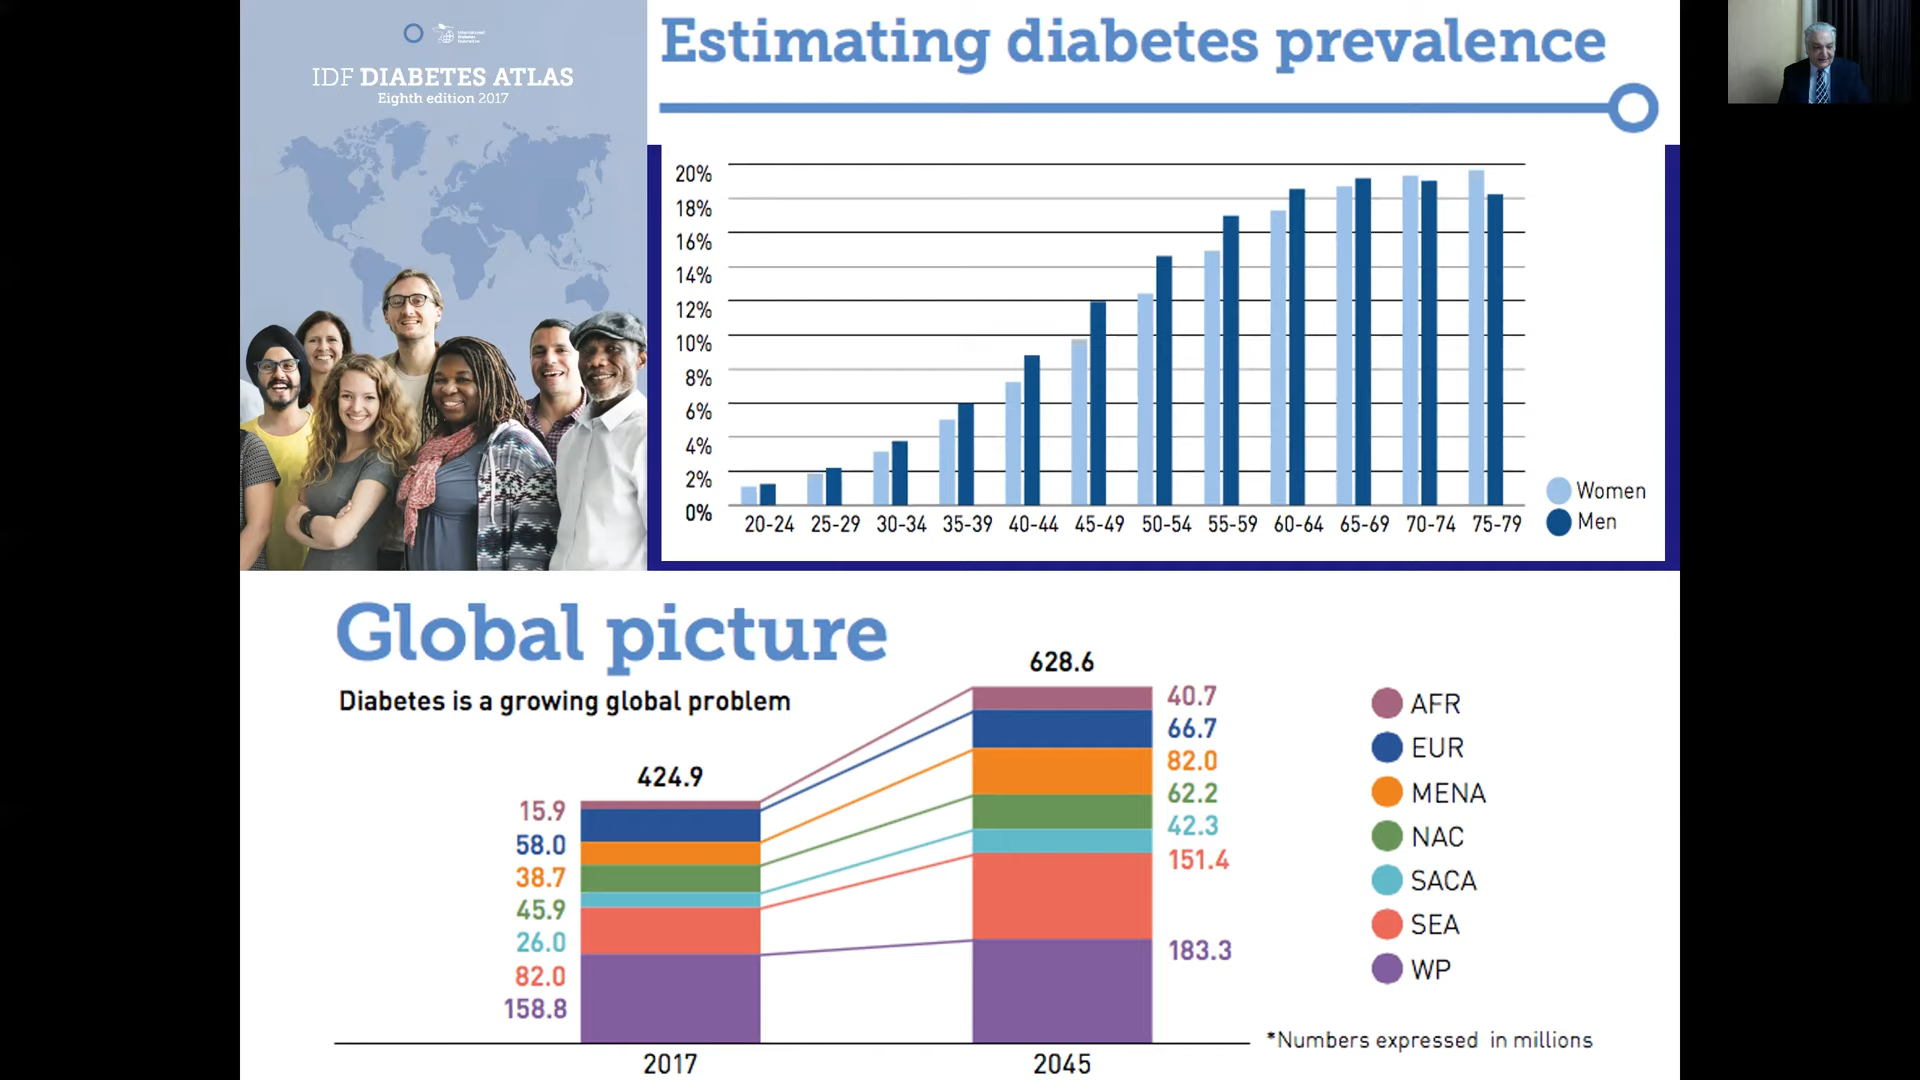 International
Diabetes
Federation
IDF DIABETES ATLAS
Eighth edition 2017
Estimating diabetes prevalence
20%
18%
16%
14%
12%
10%
8%
6%
4%
2%
0%
20-24 25-29 30-34 35-39 40-44 45-49 50-54 55-59 60-64 65-69 70-74 75-79
Women
Men
Global picture
Diabetes is a growing global problem
424.9
15.9
58.0
38.7
45.9
26.0
82.0
158.8
628.6
40.7
66.7
82.0
62.2
42.3
151.4
183.3
2017 2045
AFR
EUR
MENA
NAC
SACA
SEA
WP
*Numbers expressed in millions